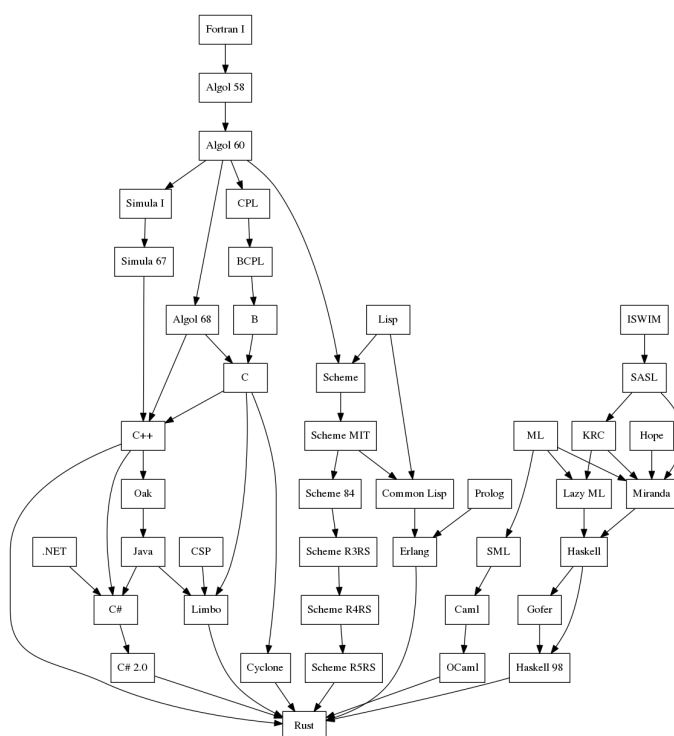 Fortran I
Algol 58
Algol 60
Simula I
CPL
Simula 67
BCPL
Algol 68
B
Lisp
ISWIM
C
Scheme
SASL
C++
Scheme MIT
ML
KRC
Hope
Oak
Scheme 84
Common Lisp
Prolog
Lazy ML
Miranda
.NET
Java
CSP
Scheme R3RS
Erlang
SML
Haskell
C#
Limbo
Scheme R4RS
Caml
Gofer
C# 2.0
Cyclone
Scheme R5RS
OCaml
Haskell 98
Rust